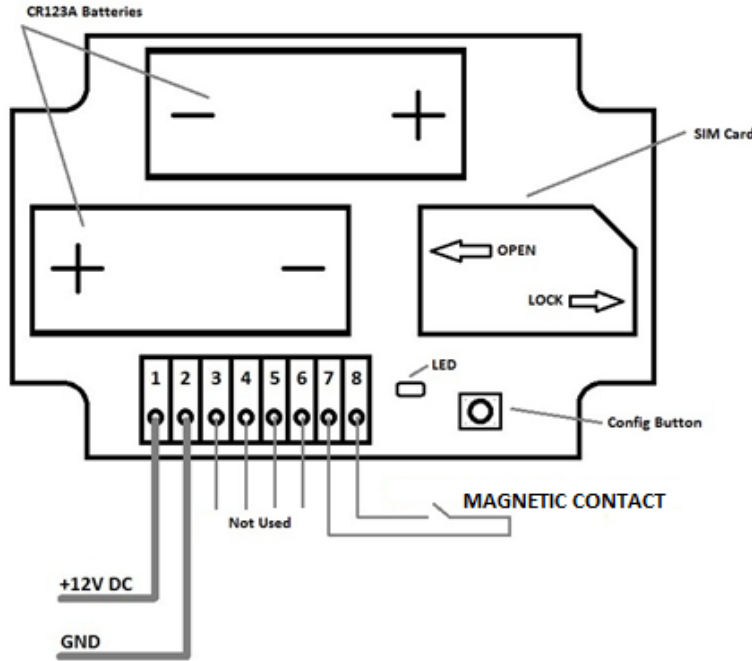 CR123A Batteries
SIM Card
OPEN
LOCK
LED
1 2 3 4 5 6 7 8
Config Button
MAGNETIC CONTACT
Not Used
+12V DC
GND